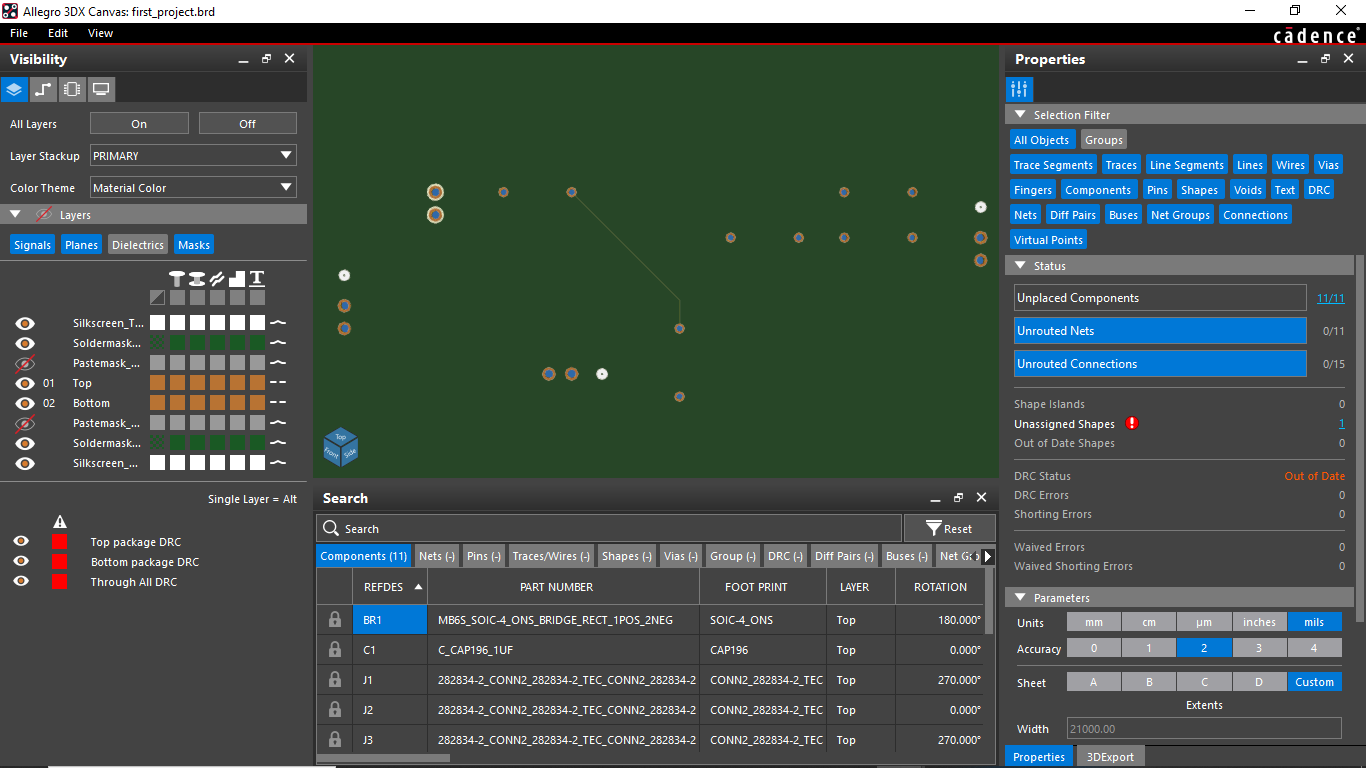 Allegro 3DX Canvas: first_project.brd
File Edit View
cādence®
Visibility
All Layers On Off
Layer Stackup PRIMARY
Color Theme Material Color
Layers
Signals Planes Dielectrics Masks
T
Silkscreen_T...
Soldermask...
Pastemask_...
01 Top
02 Bottom
Pastemask_...
Soldermask...
Silkscreen_...
Single Layer = Alt
Top package DRC
Bottom package DRC
Through All DRC
Top
Front Side
Search
Search Reset
Components (11) Nets (-) Pins (-) Traces/Wires (-) Shapes (-) Vias (-) Group (-) DRC (-) Diff Pairs (-) Buses (-) Net Gro
REFDES PART NUMBER FOOT PRINT LAYER ROTATION
BR1 MB6S_SOIC-4_ONS_BRIDGE_RECT_1POS_2NEG SOIC-4_ONS Top 180.000°
C1 C_CAP196_1UF CAP196 Top 0.000°
J1 282834-2_CONN2_282834-2_TEC_CONN2_282834-2 CONN2_282834-2_TEC Top 270.000°
J2 282834-2_CONN2_282834-2_TEC_CONN2_282834-2 CONN2_282834-2_TEC Top 0.000°
J3 282834-2_CONN2_282834-2_TEC_CONN2_282834-2 CONN2_282834-2_TEC Top 270.000°
Properties
Selection Filter
All Objects Groups
Trace Segments Traces Line Segments Lines Wires Vias
Fingers Components Pins Shapes Voids Text DRC
Nets Diff Pairs Buses Net Groups Connections
Virtual Points
Status
Unplaced Components 11/11
Unrouted Nets 0/11
Unrouted Connections 0/15
Shape Islands 0
Unassigned Shapes 1
Out of Date Shapes 0
DRC Status Out of Date
DRC Errors 0
Shorting Errors 0
Waived Errors 0
Waived Shorting Errors 0
Parameters
Units mm cm µm inches mils
Accuracy 0 1 2 3 4
Sheet A B C D Custom
Extents
Width 21000.00
Properties 3DExport